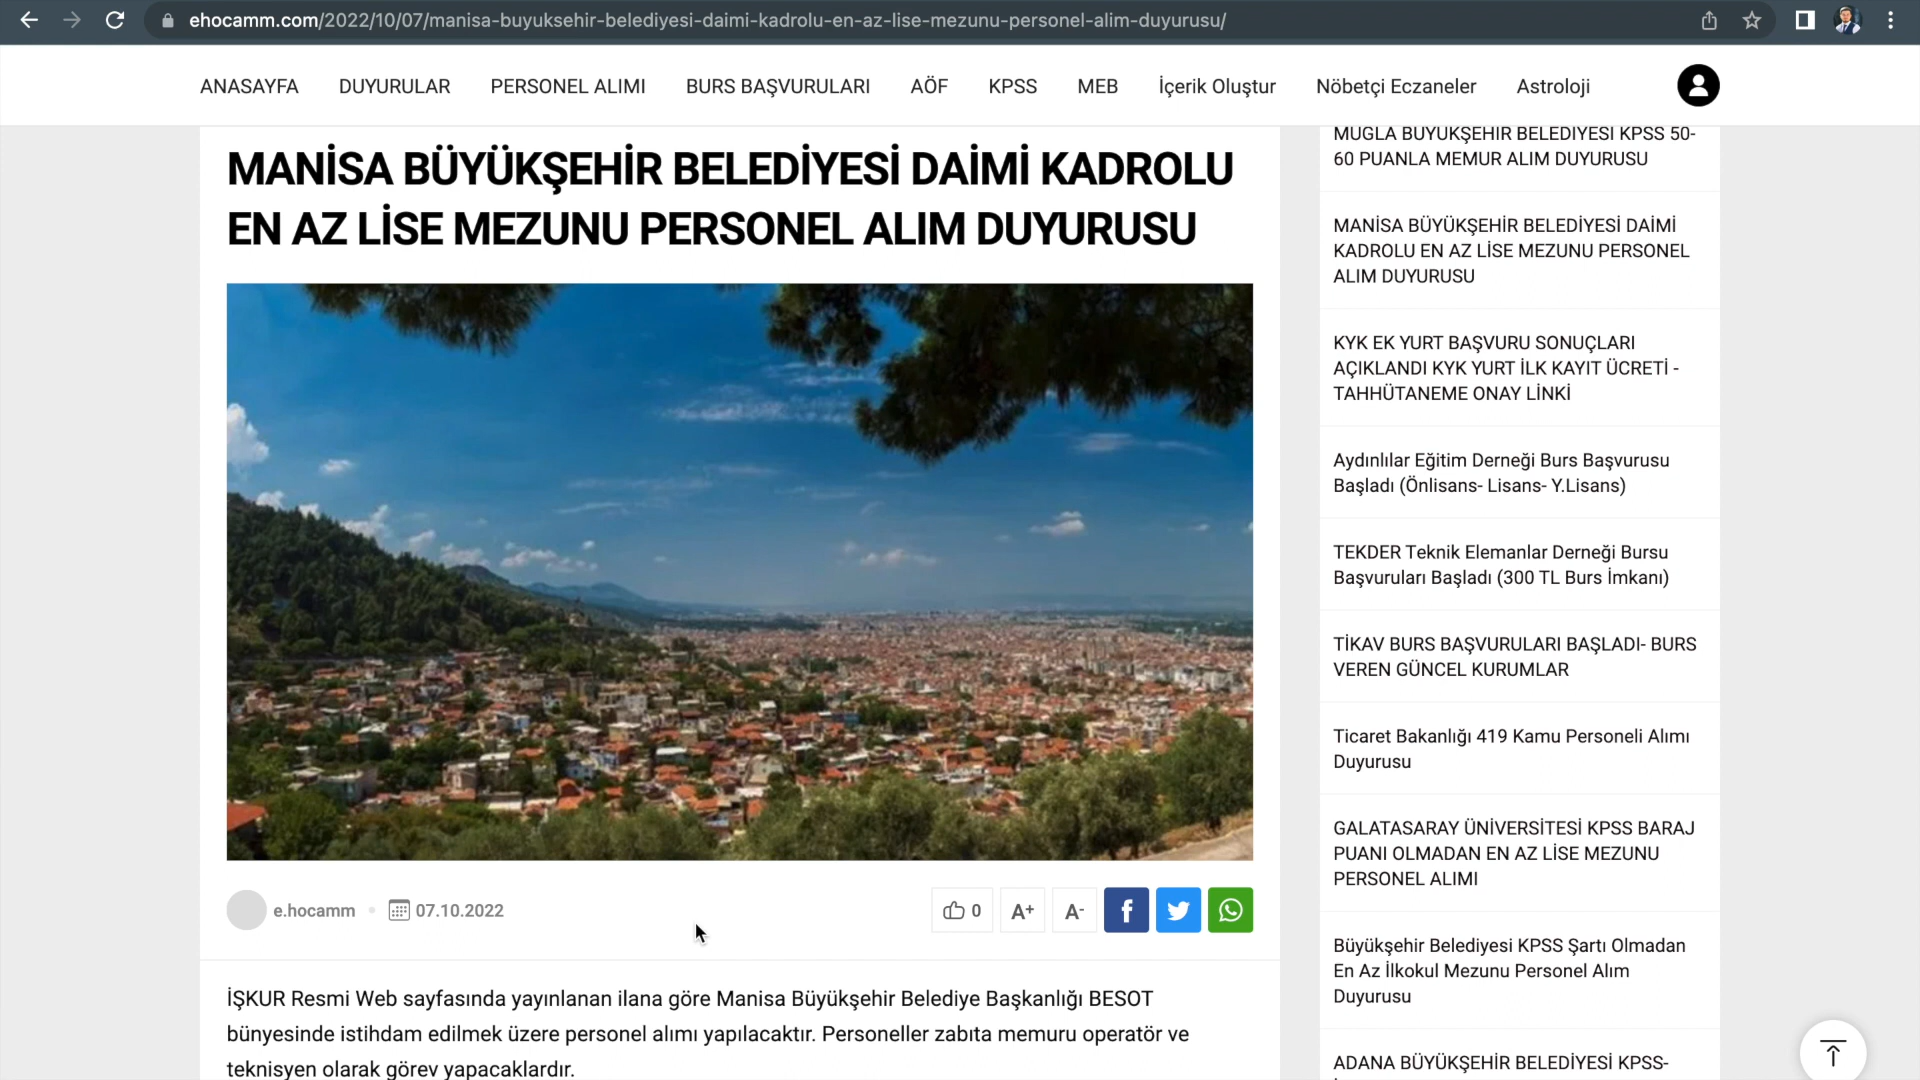 ehocamm.com/2022/10/07/manisa-buyuksehir-belediyesi-daimi-kadrolu-en-az-lise-mezunu-personel-alim-duyurusu/
ANASAYFA DUYURULAR PERSONEL ALIMI BURS BAŞVURULARI AÖF KPSS MEB İçerik Oluştur Nöbetçi Eczaneler Astroloji
MANİSA BÜYÜKŞEHİR BELEDİYESİ DAİMİ KADROLU
EN AZ LİSE MEZUNU PERSONEL ALIM DUYURUSU
e.hocamm 07.10.2022
0 A+ A-
İŞKUR Resmi Web sayfasında yayınlanan ilana göre Manisa Büyükşehir Belediye Başkanlığı BESOT
bünyesinde istihdam edilmek üzere personel alımı yapılacaktır. Personeller zabıta memuru operatör ve
teknisyen olarak görev yapacaklardır.
MUĞLA BÜYÜKŞEHİR BELEDİYESİ KPSS 50-
60 PUANLA MEMUR ALIM DUYURUSU
MANİSA BÜYÜKŞEHİR BELEDİYESİ DAİMİ
KADROLU EN AZ LİSE MEZUNU PERSONEL
ALIM DUYURUSU
KYK EK YURT BAŞVURU SONUÇLARI
AÇIKLANDI KYK YURT İLK KAYIT ÜCRETİ -
TAHHÜTANEME ONAY LİNKİ
Aydınlılar Eğitim Derneği Burs Başvurusu
Başladı (Önlisans- Lisans- Y.Lisans)
TEKDER Teknik Elemanlar Derneği Bursu
Başvuruları Başladı (300 TL Burs İmkanı)
TİKAV BURS BAŞVURULARI BAŞLADI- BURS
VEREN GÜNCEL KURUMLAR
Ticaret Bakanlığı 419 Kamu Personeli Alımı
Duyurusu
GALATASARAY ÜNİVERSİTESİ KPSS BARAJ
PUANI OLMADAN EN AZ LİSE MEZUNU
PERSONEL ALIMI
Büyükşehir Belediyesi KPSS Şartı Olmadan
En Az İlkokul Mezunu Personel Alım
Duyurusu
ADANA BÜYÜKŞEHİR BELEDİYESİ KPSS-